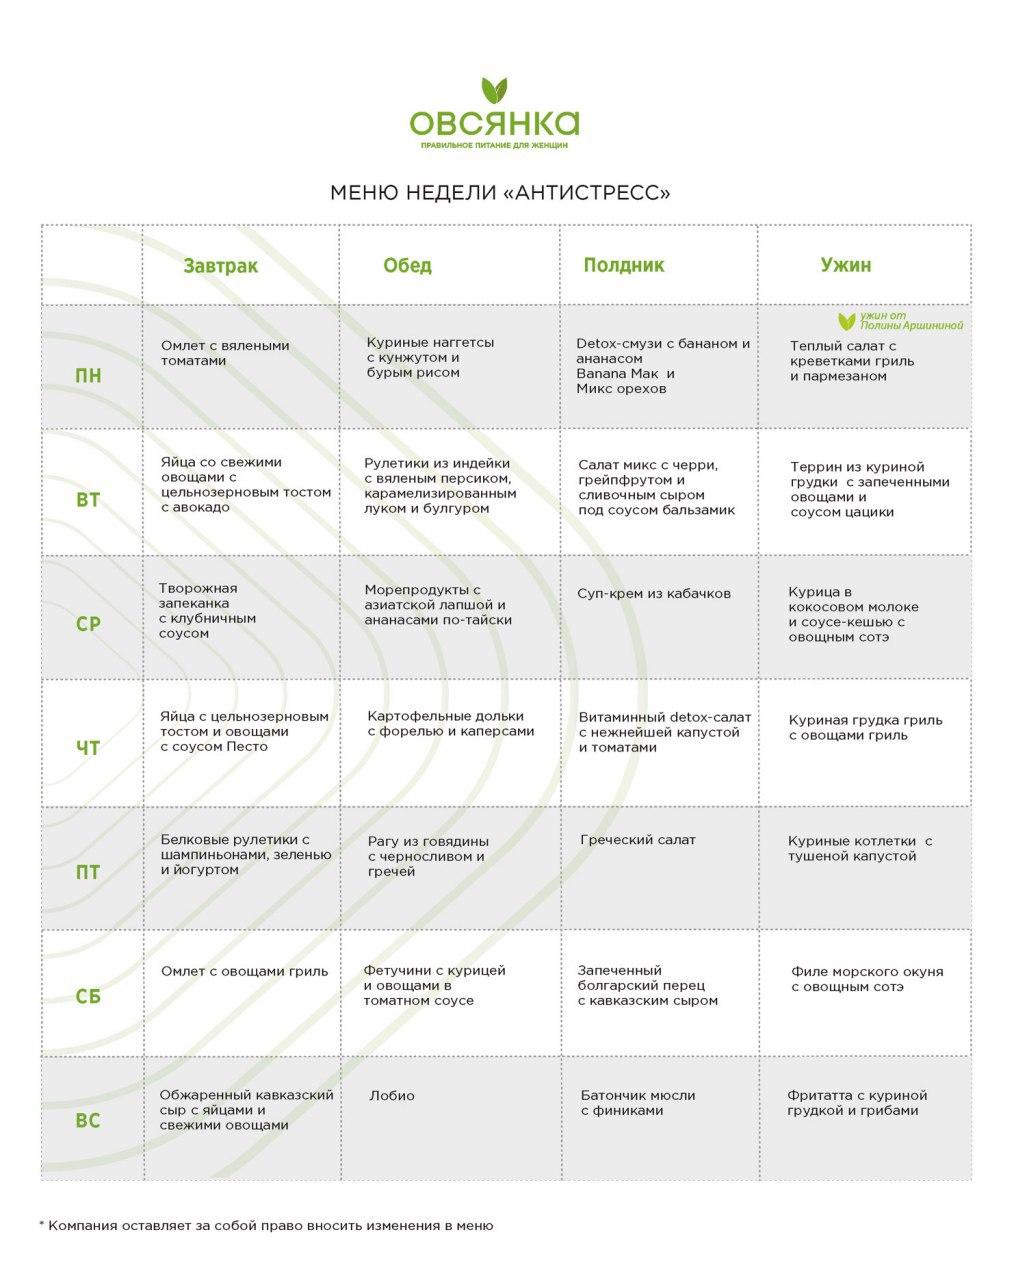 ОВСЯНКА
ПРАВИЛЬНОЕ ПИТАНИЕ ДЛЯ ЖЕНЩИН
МЕНЮ НЕДЕЛИ «АНТИСТРЕСС»
Завтрак
Обед
Полдник
Ужин
ПН
Омлет с вялеными
томатами
Куриные наггетсы
с кунжутом и
бурым рисом
Detox-смузи с бананом и
ананасом
Banana Мак и
Микс орехов
ужин от
Полины Аршининой
Теплый салат с
креветками гриль
и пармезаном
ВТ
Яйца со свежими
овощами с
цельнозерновым тостом
с авокадо
Рулетики из индейки
с вяленым персиком,
карамелизированным
луком и булгуром
Салат микс с черри,
грейпфрутом и
сливочным сыром
под соусом бальзамик
Террин из куриной
грудки с запеченными
овощами и
соусом цацики
СР
Творожная
запеканка
с клубничным
соусом
Морепродукты с
азиатской лапшой и
ананасами по-тайски
Суп-крем из кабачков
Курица в
кокосовом молоке
и соусе-кешью с
овощным сотэ
ЧТ
Яйца с цельнозерновым
тостом и овощами
с соусом Песто
Картофельные дольки
с форелью и каперсами
Витаминный detox-салат
с нежнейшей капустой
и томатами
Куриная грудка гриль
с овощами гриль
ПТ
Белковые рулетики с
шампиньонами, зеленью
и йогуртом
Рагу из говядины
с черносливом и
гречей
Греческий салат
Куриные котлетки с
тушеной капустой
СБ
Омлет с овощами гриль
Фетучини с курицей
и овощами в
томатном соусе
Запеченный
болгарский перец
с кавказским сыром
Филе морского окуня
с овощным сотэ
ВС
Обжаренный кавказский
сыр с яйцами и
свежими овощами
Лобио
Батончик мюсли
с финиками
Фритатта с куриной
грудкой и грибами
* Компания оставляет за собой право вносить изменения в меню